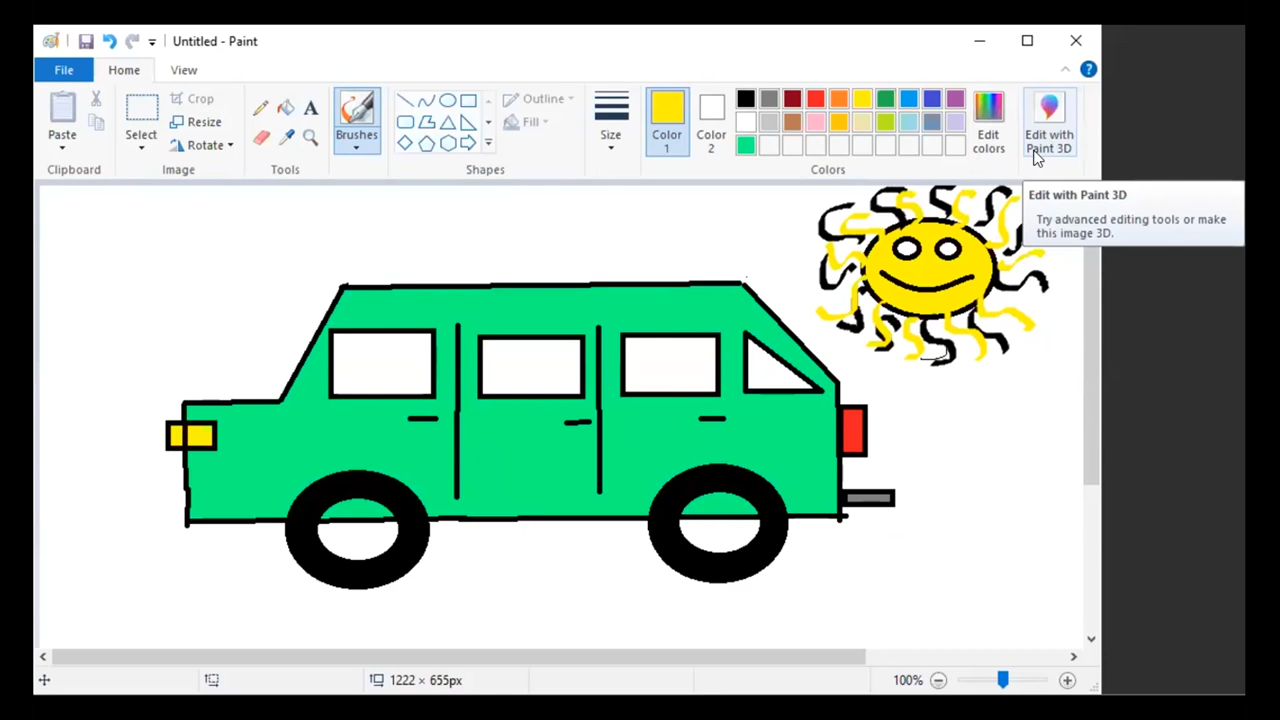 Untitled - Paint
File Home View
Crop Outline
Resize Fill
Paste Select Rotate Brushes Size Color 1 Color 2 Edit colors Edit with Paint 3D
Clipboard Image Tools Shapes Colors
Edit with Paint 3D
Try advanced editing tools or make
this image 3D.
1222 × 655px 100%